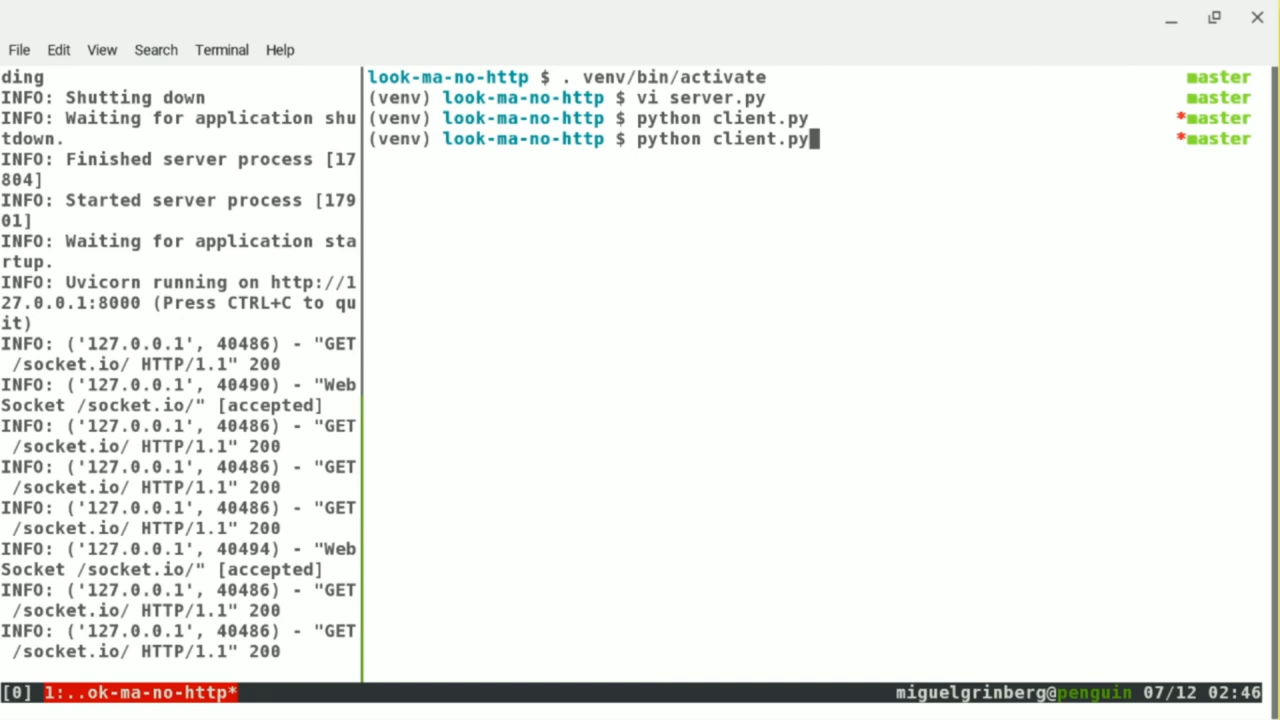 File Edit View Search Terminal Help
ding
INFO: Shutting down
INFO: Waiting for application shu
tdown.
INFO: Finished server process [17
804]
INFO: Started server process [179
01]
INFO: Waiting for application sta
rtup.
INFO: Uvicorn running on http://1
27.0.0.1:8000 (Press CTRL+C to qu
it)
INFO: ('127.0.0.1', 40486) - "GET
/socket.io/ HTTP/1.1" 200
INFO: ('127.0.0.1', 40490) - "Web
Socket /socket.io/" [accepted]
INFO: ('127.0.0.1', 40486) - "GET
/socket.io/ HTTP/1.1" 200
INFO: ('127.0.0.1', 40486) - "GET
/socket.io/ HTTP/1.1" 200
INFO: ('127.0.0.1', 40486) - "GET
/socket.io/ HTTP/1.1" 200
INFO: ('127.0.0.1', 40494) - "Web
Socket /socket.io/" [accepted]
INFO: ('127.0.0.1', 40486) - "GET
/socket.io/ HTTP/1.1" 200
INFO: ('127.0.0.1', 40486) - "GET
/socket.io/ HTTP/1.1" 200
look-ma-no-http $ . venv/bin/activate master
(venv) look-ma-no-http $ vi server.py master
(venv) look-ma-no-http $ python client.py *master
(venv) look-ma-no-http $ python client.py *master
[0] 1:..ok-ma-no-http* miguelgrinberg@penguin 07/12 02:46